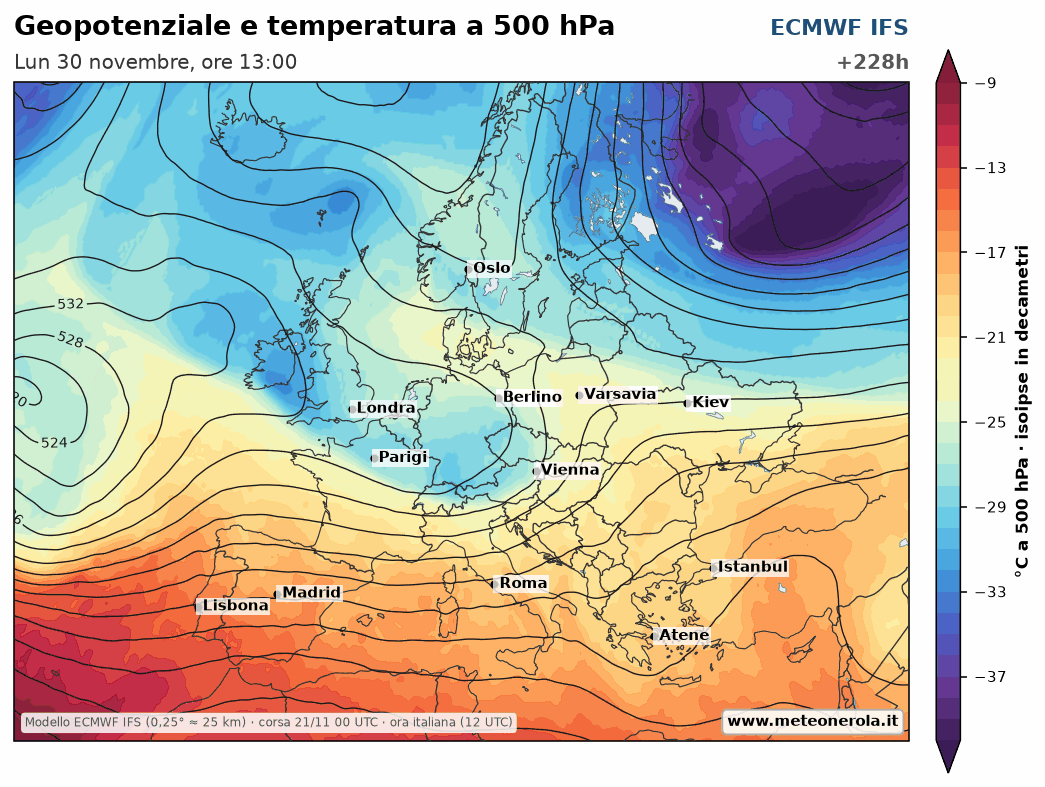 Geopotenziale e temperatura a 500 hPa
ECMWF IFS
Lun 30 novembre, ore 13:00
+228h
532
528
524
Oslo
Londra
Berlino
Varsavia
Kiev
Parigi
Vienna
Lisbona
Madrid
Roma
Istanbul
Atene
−9
−13
−17
−21
−25
−29
−33
−37
°C a 500 hPa · isoipse in decametri
Modello ECMWF IFS (0,25° ≈ 25 km) · corsa 21/11 00 UTC · ora italiana (12 UTC)
www.meteonerola.it